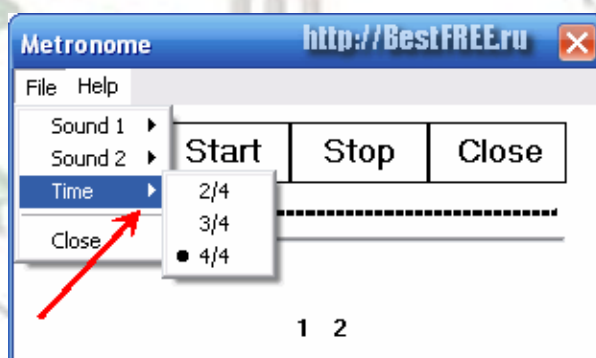 Metronome http://BestFREE.ru
File Help
Sound 1
Sound 2
Time
Close
2/4
3/4
4/4
Start Stop Close
1 2